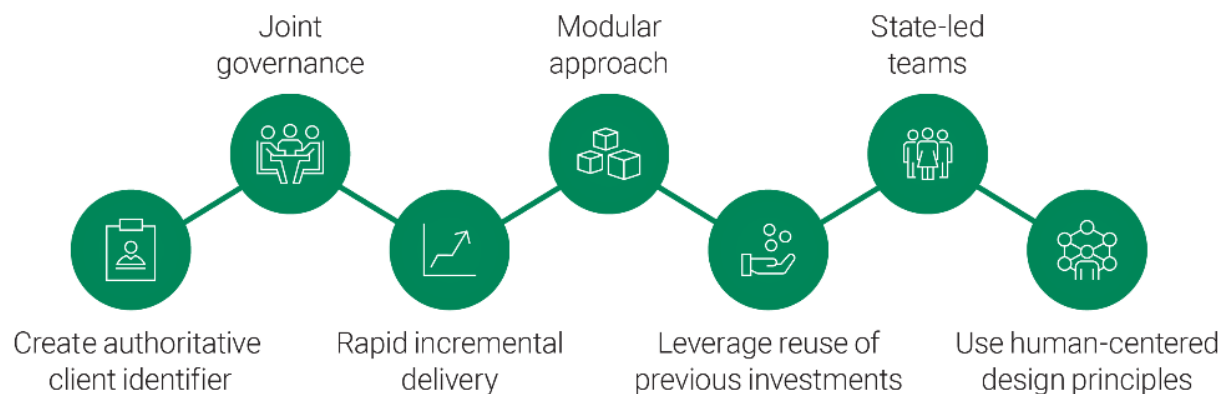 Joint
governance
Modular
approach
State-led
teams
Create authoritative
client identifier
Rapid incremental
delivery
Leverage reuse of
previous investments
Use human-centered
design principles